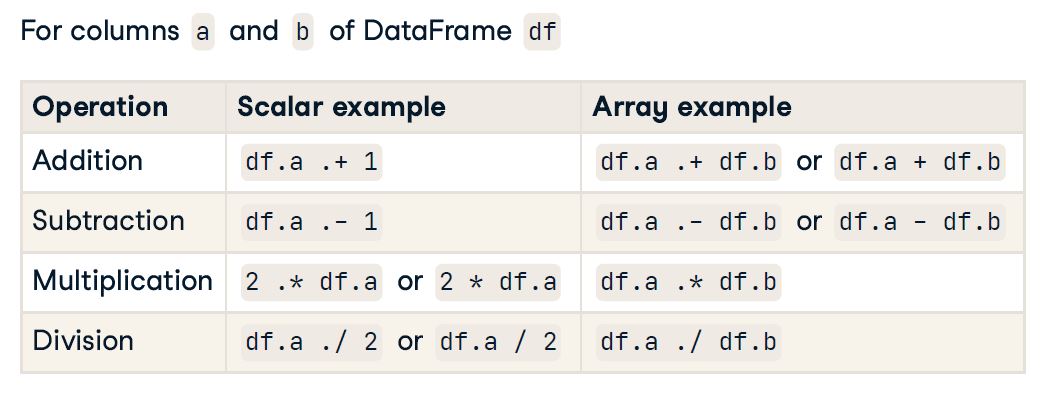 For columns a and b of DataFrame df
Operation Scalar example Array example
Addition df.a .+ 1 df.a .+ df.b or df.a + df.b
Subtraction df.a .- 1 df.a .- df.b or df.a - df.b
Multiplication 2 .* df.a or 2 * df.a df.a .* df.b
Division df.a ./ 2 or df.a / 2 df.a ./ df.b